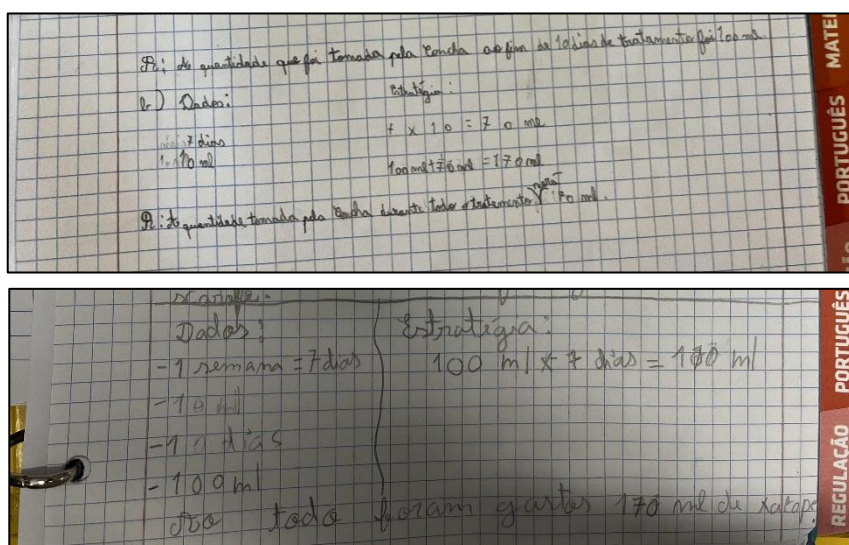 R: A quantidade que foi tomada pela Concha ao fim de 10 dias de tratamento foi 100 ml.
b) Dados:
Estratégia:
7 dias
7 x 10 = 70 ml
10 ml
100 ml + 70 ml = 170 ml
R: A quantidade tomada pela Concha durante todo o tratamento será 170 ml.
PORTUGUÊS
MATE
Dados:
Estratégia:
- 1 semana = 7 dias
100 ml x 7 dias = 170 ml
- 10 ml
dias
- 100 ml
Ao todo foram gastos 170 ml de xarope
REGULAÇÃO
PORTUGUÊS